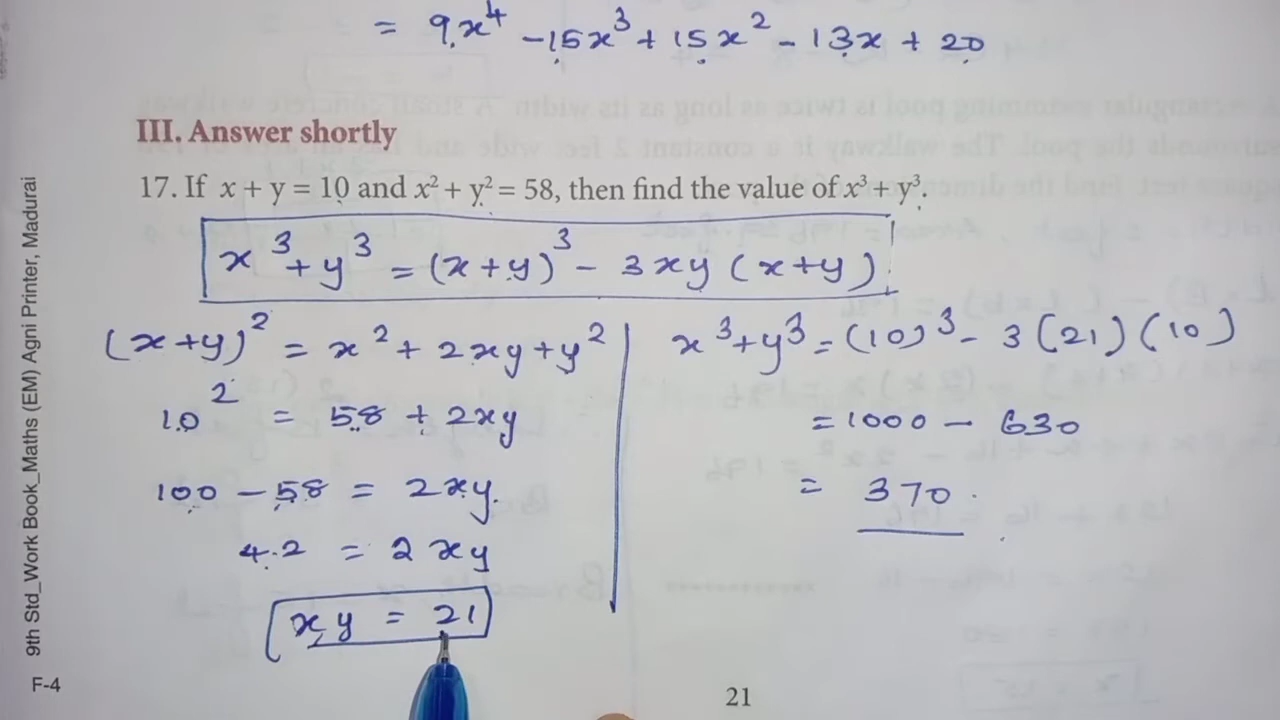 = 9x⁴ - 15x³ + 15x² - 13x + 20
III. Answer shortly
17. If x + y = 10 and x² + y² = 58, then find the value of x³ + y³.
x³ + y³ = (x+y)³ - 3xy (x+y)
(x+y)² = x² + 2xy + y²
10² = 58 + 2xy
100 - 58 = 2xy
42 = 2xy
xy = 21
x³ + y³ = (10)³ - 3 (21) (10)
= 1000 - 630
= 370
9th Std_Work Book_Maths (EM) Agni Printer, Madurai
F-4
21